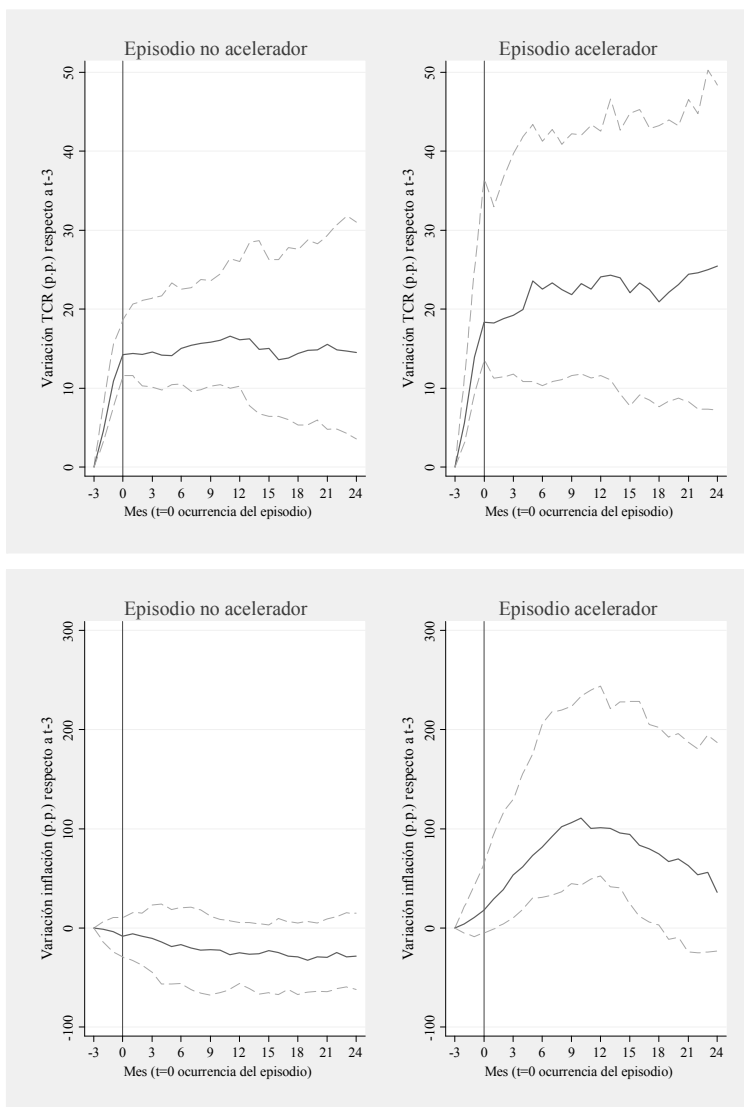 Episodio no acelerador
Episodio acelerador
Variación TCR (p.p.) respecto a t-3
50
40
30
20
10
0
-3 0 3 6 9 12 15 18 21 24
Mes (t=0 ocurrencia del episodio)
Variación TCR (p.p.) respecto a t-3
50
40
30
20
10
0
-3 0 3 6 9 12 15 18 21 24
Mes (t=0 ocurrencia del episodio)
Episodio no acelerador
Episodio acelerador
Variación inflación (p.p.) respecto a t-3
300
200
100
0
-100
-3 0 3 6 9 12 15 18 21 24
Mes (t=0 ocurrencia del episodio)
Variación inflación (p.p.) respecto a t-3
300
200
100
0
-100
-3 0 3 6 9 12 15 18 21 24
Mes (t=0 ocurrencia del episodio)